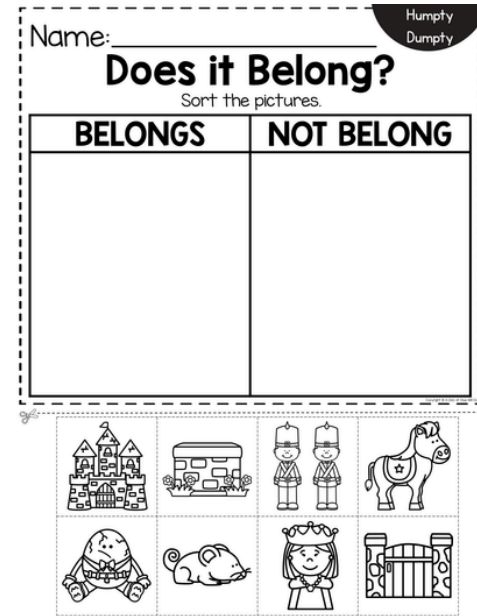 Humpty
Dumpty
Name:
Does it Belong?
Sort the pictures.
BELONGS
NOT BELONG